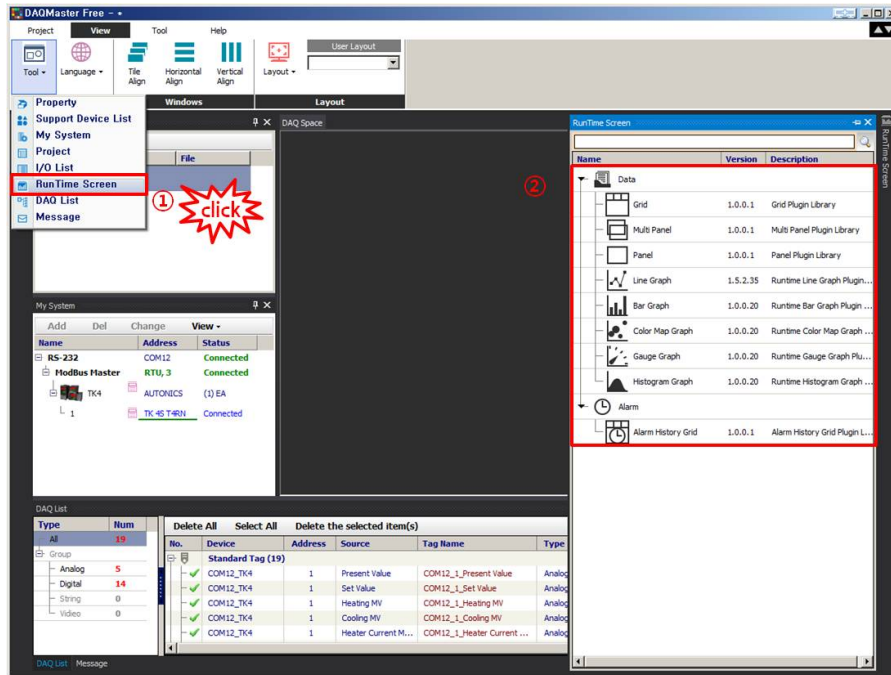 DAQMaster Free - *
Project View Tool Help
Tool Language Tile Align Horizontal Align Vertical Align Layout User Layout
Windows Layout
Property
Support Device List
My System
Project
I/O List
RunTime Screen
DAQ List
Message
① click
File
DAQ Space
②
RunTime Screen
Name Version Description
Data
Grid 1.0.0.1 Grid Plugin Library
Multi Panel 1.0.0.1 Multi Panel Plugin Library
Panel 1.0.0.1 Panel Plugin Library
Line Graph 1.5.2.35 Runtime Line Graph Plugin...
Bar Graph 1.0.0.20 Runtime Bar Graph Plugin ...
Color Map Graph 1.0.0.20 Runtime Color Map Graph ...
Gauge Graph 1.0.0.20 Runtime Gauge Graph Plu...
Histogram Graph 1.0.0.20 Runtime Histogram Graph ...
Alarm
Alarm History Grid 1.0.0.1 Alarm History Grid Plugin L...
RunTime Screen
My System
Add Del Change View
Name Address Status
RS-232 COM12 Connected
ModBus Master RTU, 3 Connected
TK4 AUTONICS (1) EA
1 TK 4S T4RN Connected
DAQ List
Type Num
All 19
Group
Analog 5
Digital 14
String 0
Video 0
Delete All Select All Delete the selected item(s)
No. Device Address Source Tag Name Type
Standard Tag (19)
COM12_TK4 1 Present Value COM12_1_Present Value Analog
COM12_TK4 1 Set Value COM12_1_Set Value Analog
COM12_TK4 1 Heating MV COM12_1_Heating MV Analog
COM12_TK4 1 Cooling MV COM12_1_Cooling MV Analog
COM12_TK4 1 Heater Current M... COM12_1_Heater Current ... Analog
DAQ List Message